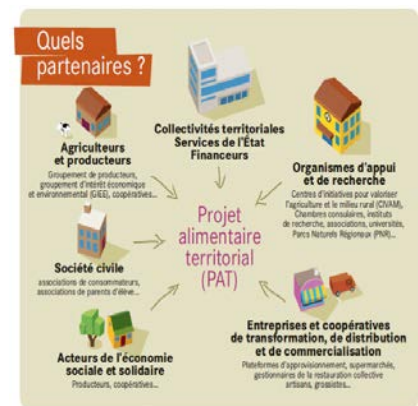 Quels
partenaires ?
Agriculteurs
et producteurs
Groupement de producteurs,
groupement d'intérêt économique
et environnemental (GIEE), coopératives...
Collectivités territoriales
Services de l'État
Financeurs
Organismes d'appui
et de recherche
Centres d'initiatives pour valoriser
l'agriculture et le milieu rural (CIVAM),
Chambres consulaires, instituts
de recherche, associations, universités,
Parcs Naturels Régionaux (PNR)...
Projet
alimentaire
territorial
(PAT)
Société civile
associations de consommateurs,
associations de parents d'élève...
Acteurs de l'économie
sociale et solidaire
Producteurs, coopératives...
Entreprises et coopératives
de transformation, de distribution
et de commercialisation
Plateformes d'approvisionnement, supermarchés,
gestionnaires de la restauration collective
artisans, grossistes...